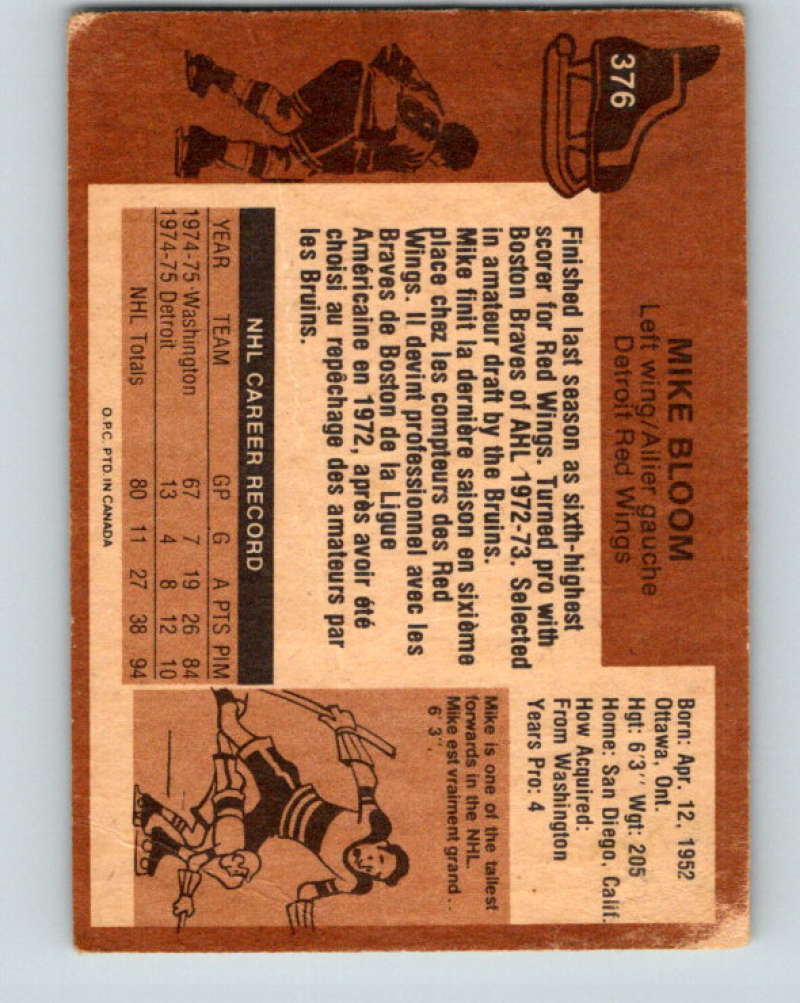 376
MIKE BLOOM
Left wing/Ailier gauche
Detroit Red Wings
Born: Apr. 12, 1952
Ottawa, Ont.
Hgt: 6'3" Wgt: 205
Home: San Diego, Calif.
How Acquired:
From Washington
Years Pro: 4
Finished last season as sixth-highest
scorer for Red Wings. Turned pro with
Boston Braves of AHL 1972-73. Selected
in amateur draft by the Bruins.
Mike finit la dernière saison en sixième
place chez les compteurs des Red
Wings. Il devint professionnel avec les
Braves de Boston de la Ligue
Américaine en 1972, après avoir été
choisi au repêchage des amateurs par
les Bruins.
Mike is one of the tallest
forwards in the NHL.
Mike est vraiment grand..
6' 3".
NHL CAREER RECORD
YEAR TEAM GP G A PTS PIM
1974-75 Washington 67 7 19 26 84
1974-75 Detroit 13 4 8 12 10
NHL Totals 80 11 27 38 94
O.P.C. PTD. IN CANADA